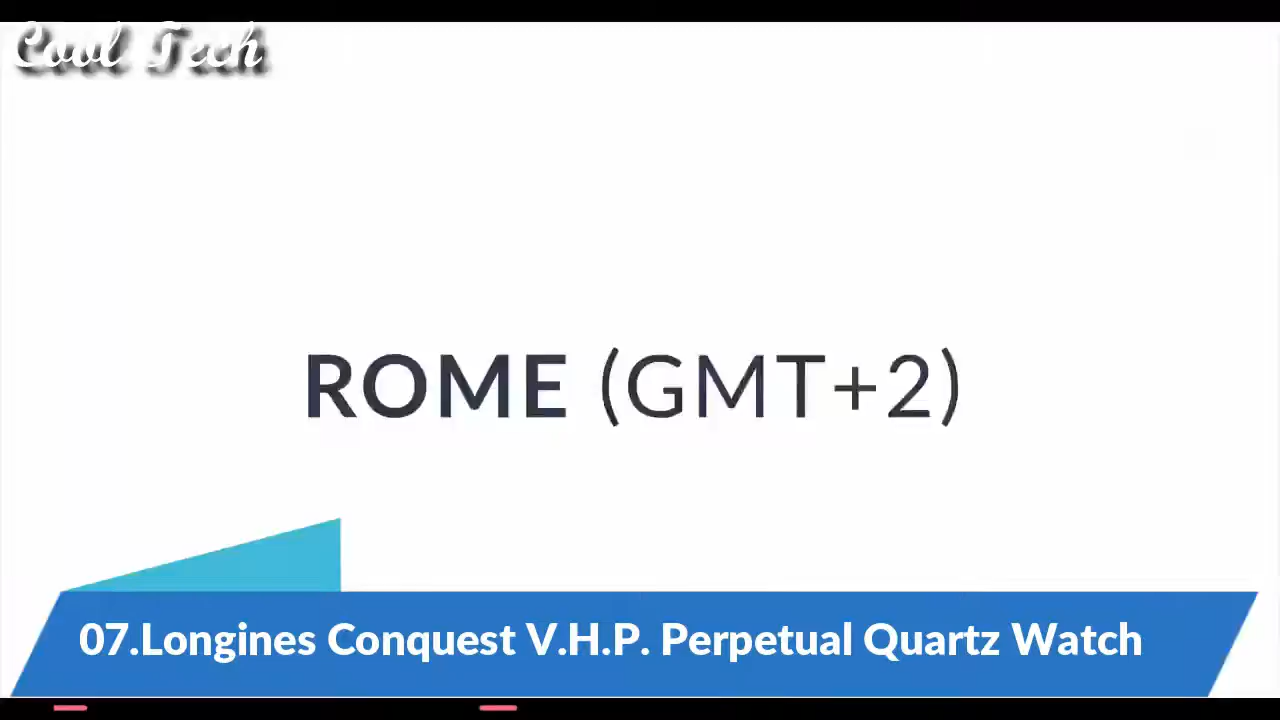 Cool Tech
ROME (GMT+2)
07.Longines Conquest V.H.P. Perpetual Quartz Watch